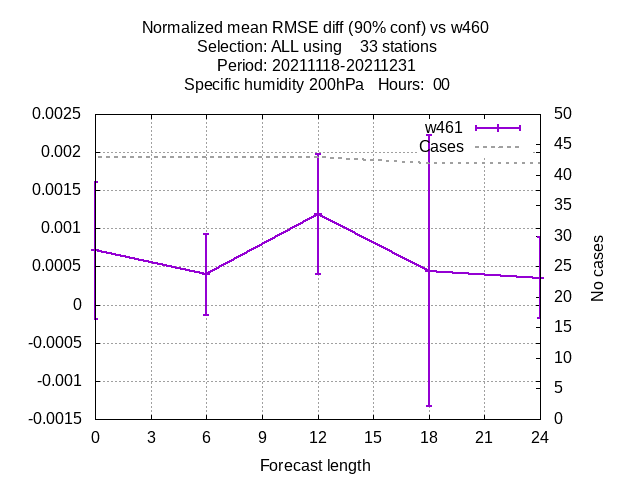 Normalized mean RMSE diff (90% conf) vs w460
Selection: ALL using    33 stations
Period: 20211118-20211231
Specific humidity 200hPa   Hours:  00
0.0025
0.002
0.0015
0.001
0.0005
0
-0.0005
-0.001
-0.0015
w461
Cases
50
45
40
35
30
25
20
15
10
5
0
No cases
0 3 6 9 12 15 18 21 24
Forecast length